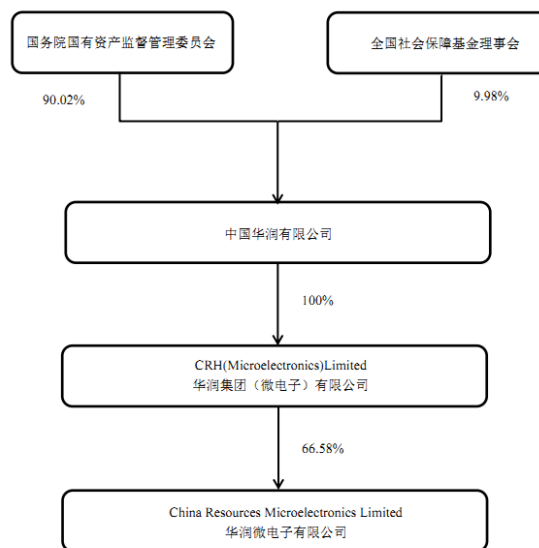 国务院国有资产监督管理委员会
全国社会保障基金理事会
90.02%
9.98%
中国华润有限公司
100%
CRH(Microelectronics)Limited
华润集团（微电子）有限公司
66.58%
China Resources Microelectronics Limited
华润微电子有限公司